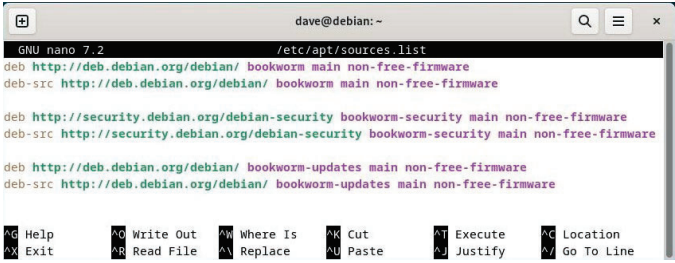 dave@debian: ~
GNU nano 7.2 /etc/apt/sources.list
deb http://deb.debian.org/debian/ bookworm main non-free-firmware
deb-src http://deb.debian.org/debian/ bookworm main non-free-firmware
deb http://security.debian.org/debian-security bookworm-security main non-free-firmware
deb-src http://security.debian.org/debian-security bookworm-security main non-free-firmware
deb http://deb.debian.org/debian/ bookworm-updates main non-free-firmware
deb-src http://deb.debian.org/debian/ bookworm-updates main non-free-firmware
^G Help ^O Write Out ^W Where Is ^K Cut ^T Execute ^C Location
^X Exit ^R Read File ^\ Replace ^U Paste ^J Justify ^/ Go To Line